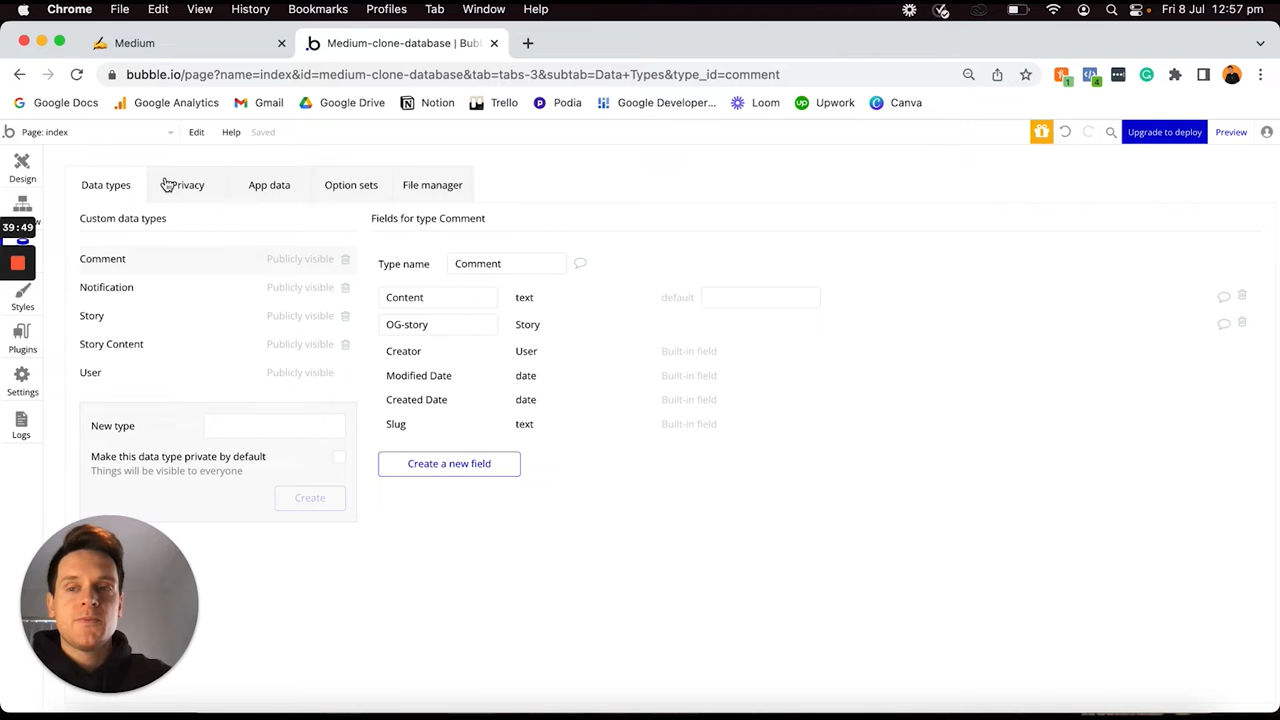 Chrome File Edit View History Bookmarks Profiles Tab Window Help Fri 8 Jul 12:57 pm
Medium
Medium-clone-database | Bubl
bubble.io/page?name=index&id=medium-clone-database&tab=tabs-3&subtab=Data+Types&type_id=comment
Google Docs Google Analytics Gmail Google Drive Notion Trello Podia Google Developer... Loom Upwork Canva
Page: index Edit Help Saved Upgrade to deploy Preview
Design
39:49
Styles
Plugins
Settings
Logs
Data types Privacy App data Option sets File manager
Custom data types
Comment Publicly visible
Notification Publicly visible
Story Publicly visible
Story Content Publicly visible
User Publicly visible
New type
Make this data type private by default
Things will be visible to everyone
Create
Fields for type Comment
Type name Comment
Content text default
OG-story Story
Creator User Built-in field
Modified Date date Built-in field
Created Date date Built-in field
Slug text Built-in field
Create a new field